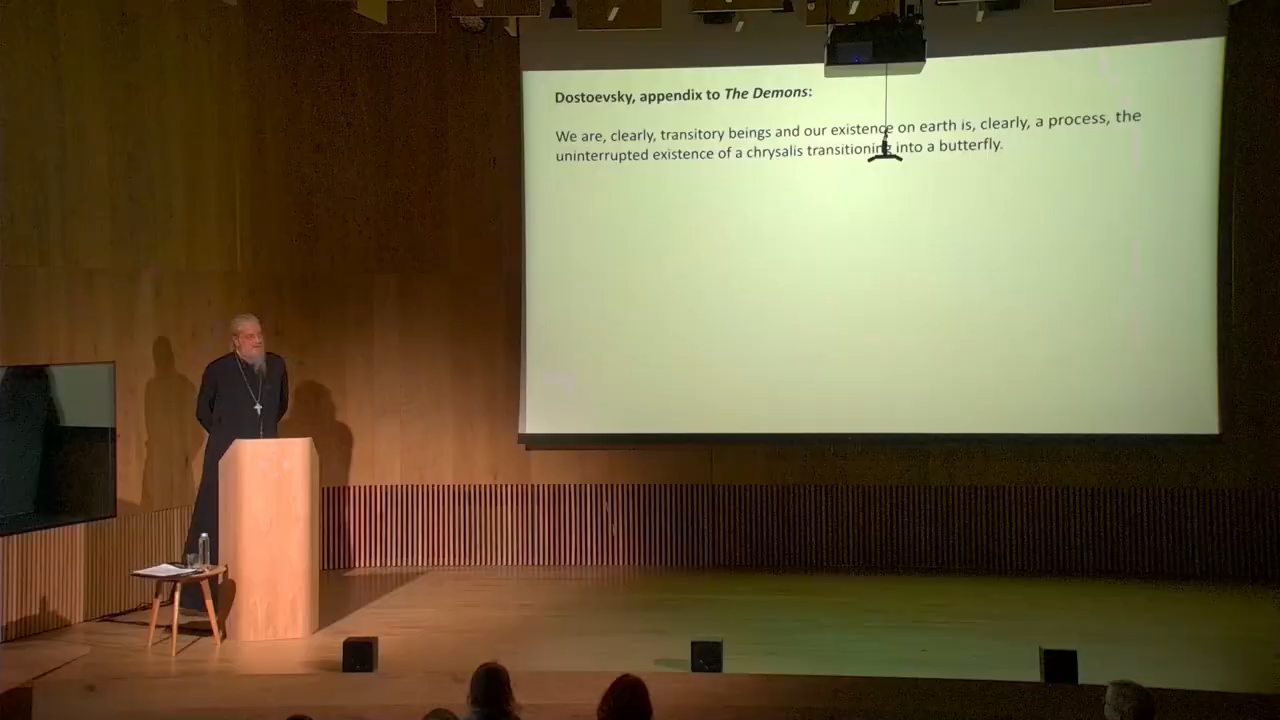 Dostoevsky, appendix to The Demons:
We are, clearly, transitory beings and our existence on earth is, clearly, a process, the
uninterrupted existence of a chrysalis transitioning into a butterfly.